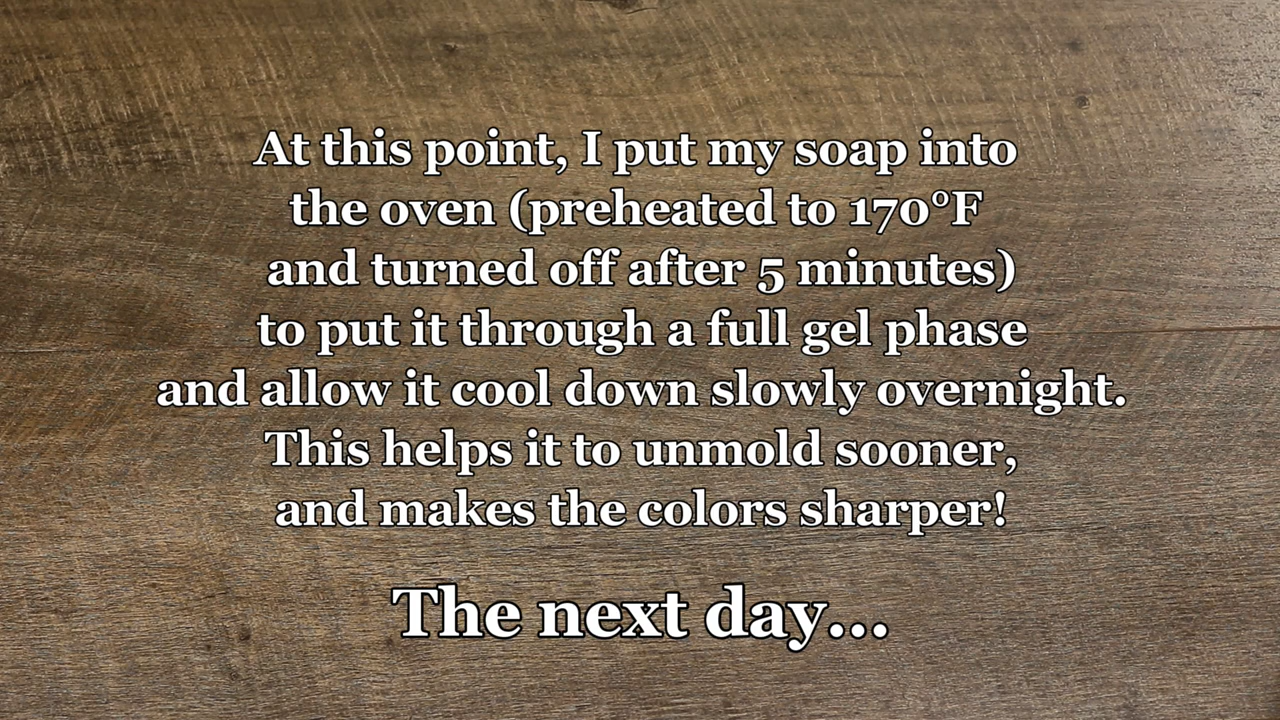 At this point, I put my soap into
the oven (preheated to 170°F
and turned off after 5 minutes)
to put it through a full gel phase
and allow it cool down slowly overnight.
This helps it to unmold sooner,
and makes the colors sharper!
The next day...